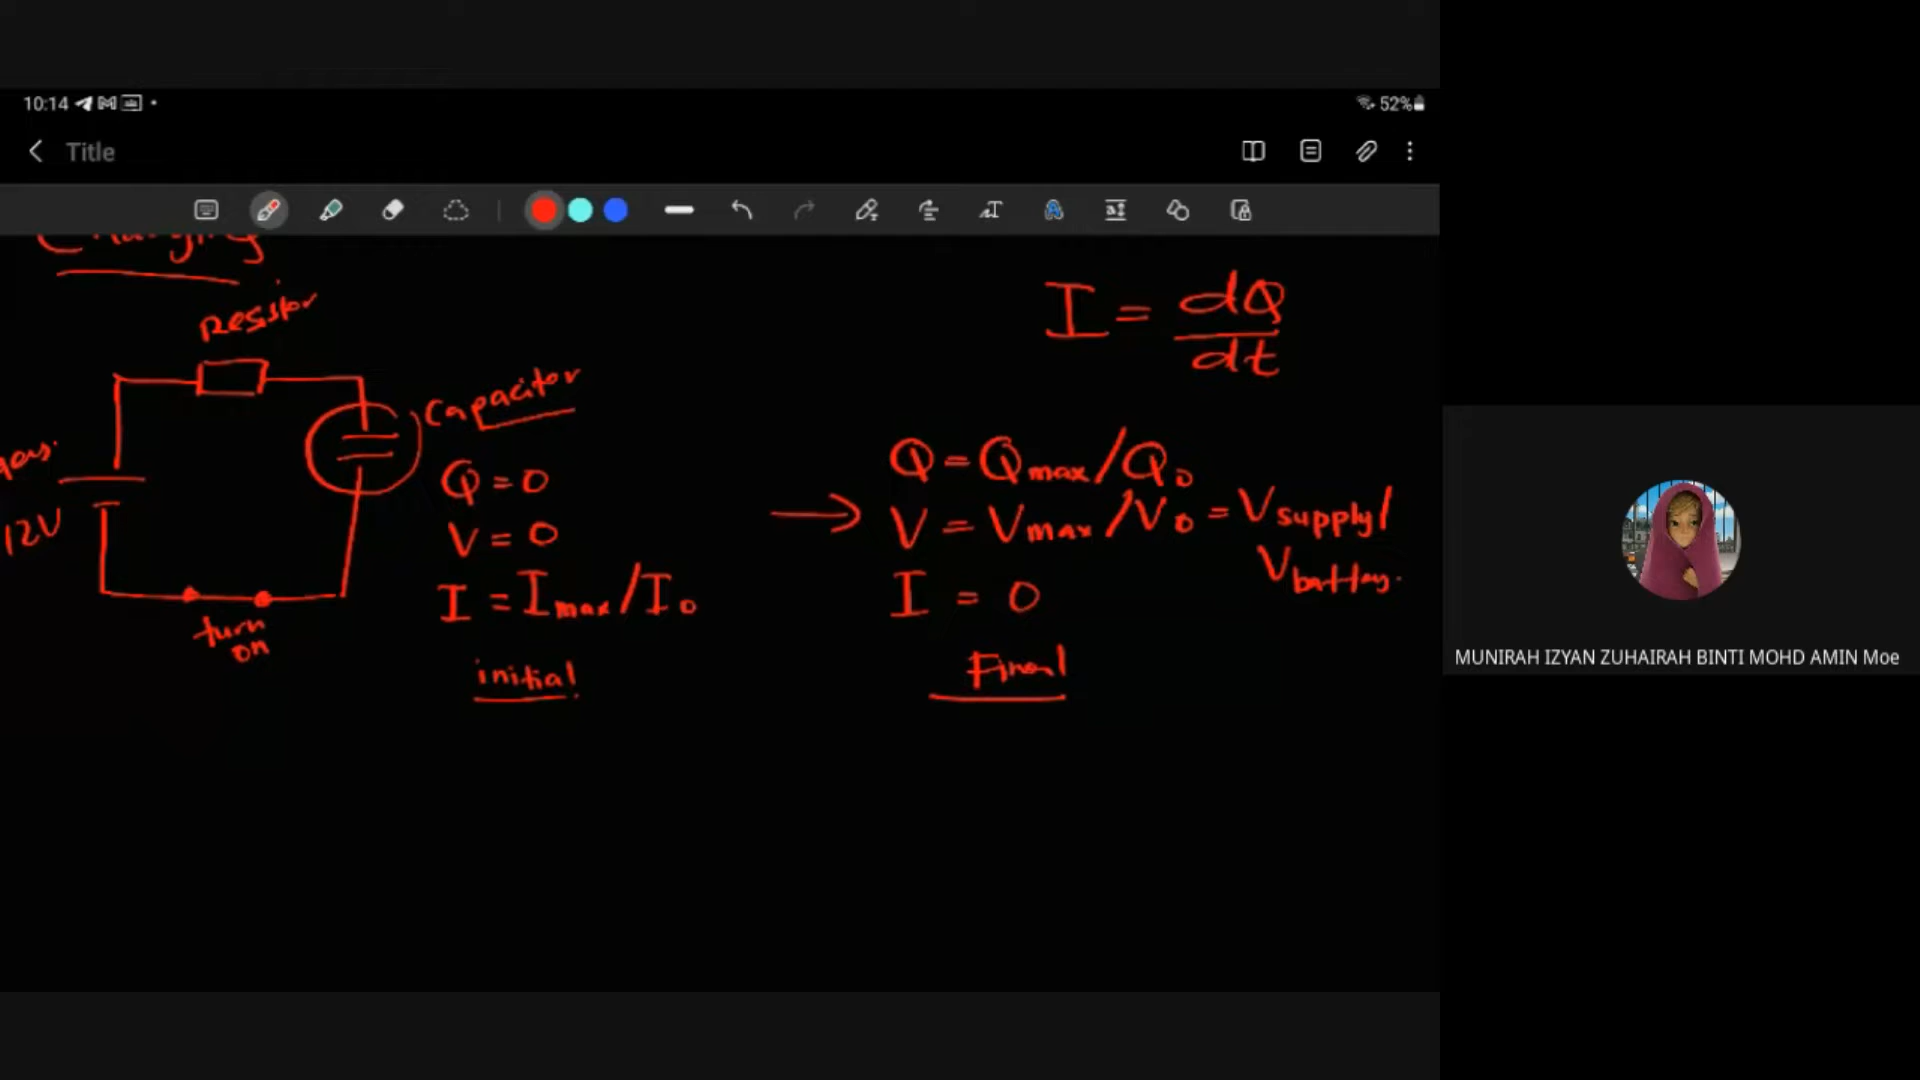 10:14
52%
Title
Charging
Resistor
I = dQ/dt
Capacitor
12V
Q = 0
V = 0
I = Imax/I0
initial
turn on
Q = Qmax/Q0
V = Vmax/V0 = Vsupply/
Vbattery.
I = 0
Final
MUNIRAH IZYAN ZUHAIRAH BINTI MOHD AMIN Moe